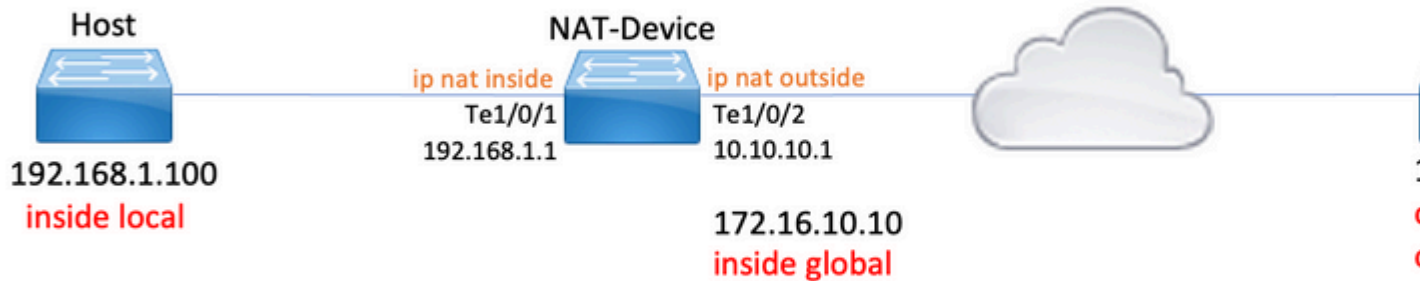 Host
NAT-Device
ip nat inside
ip nat outside
Te1/0/1
Te1/0/2
192.168.1.1
10.10.10.1
192.168.1.100
inside local
172.16.10.10
inside global